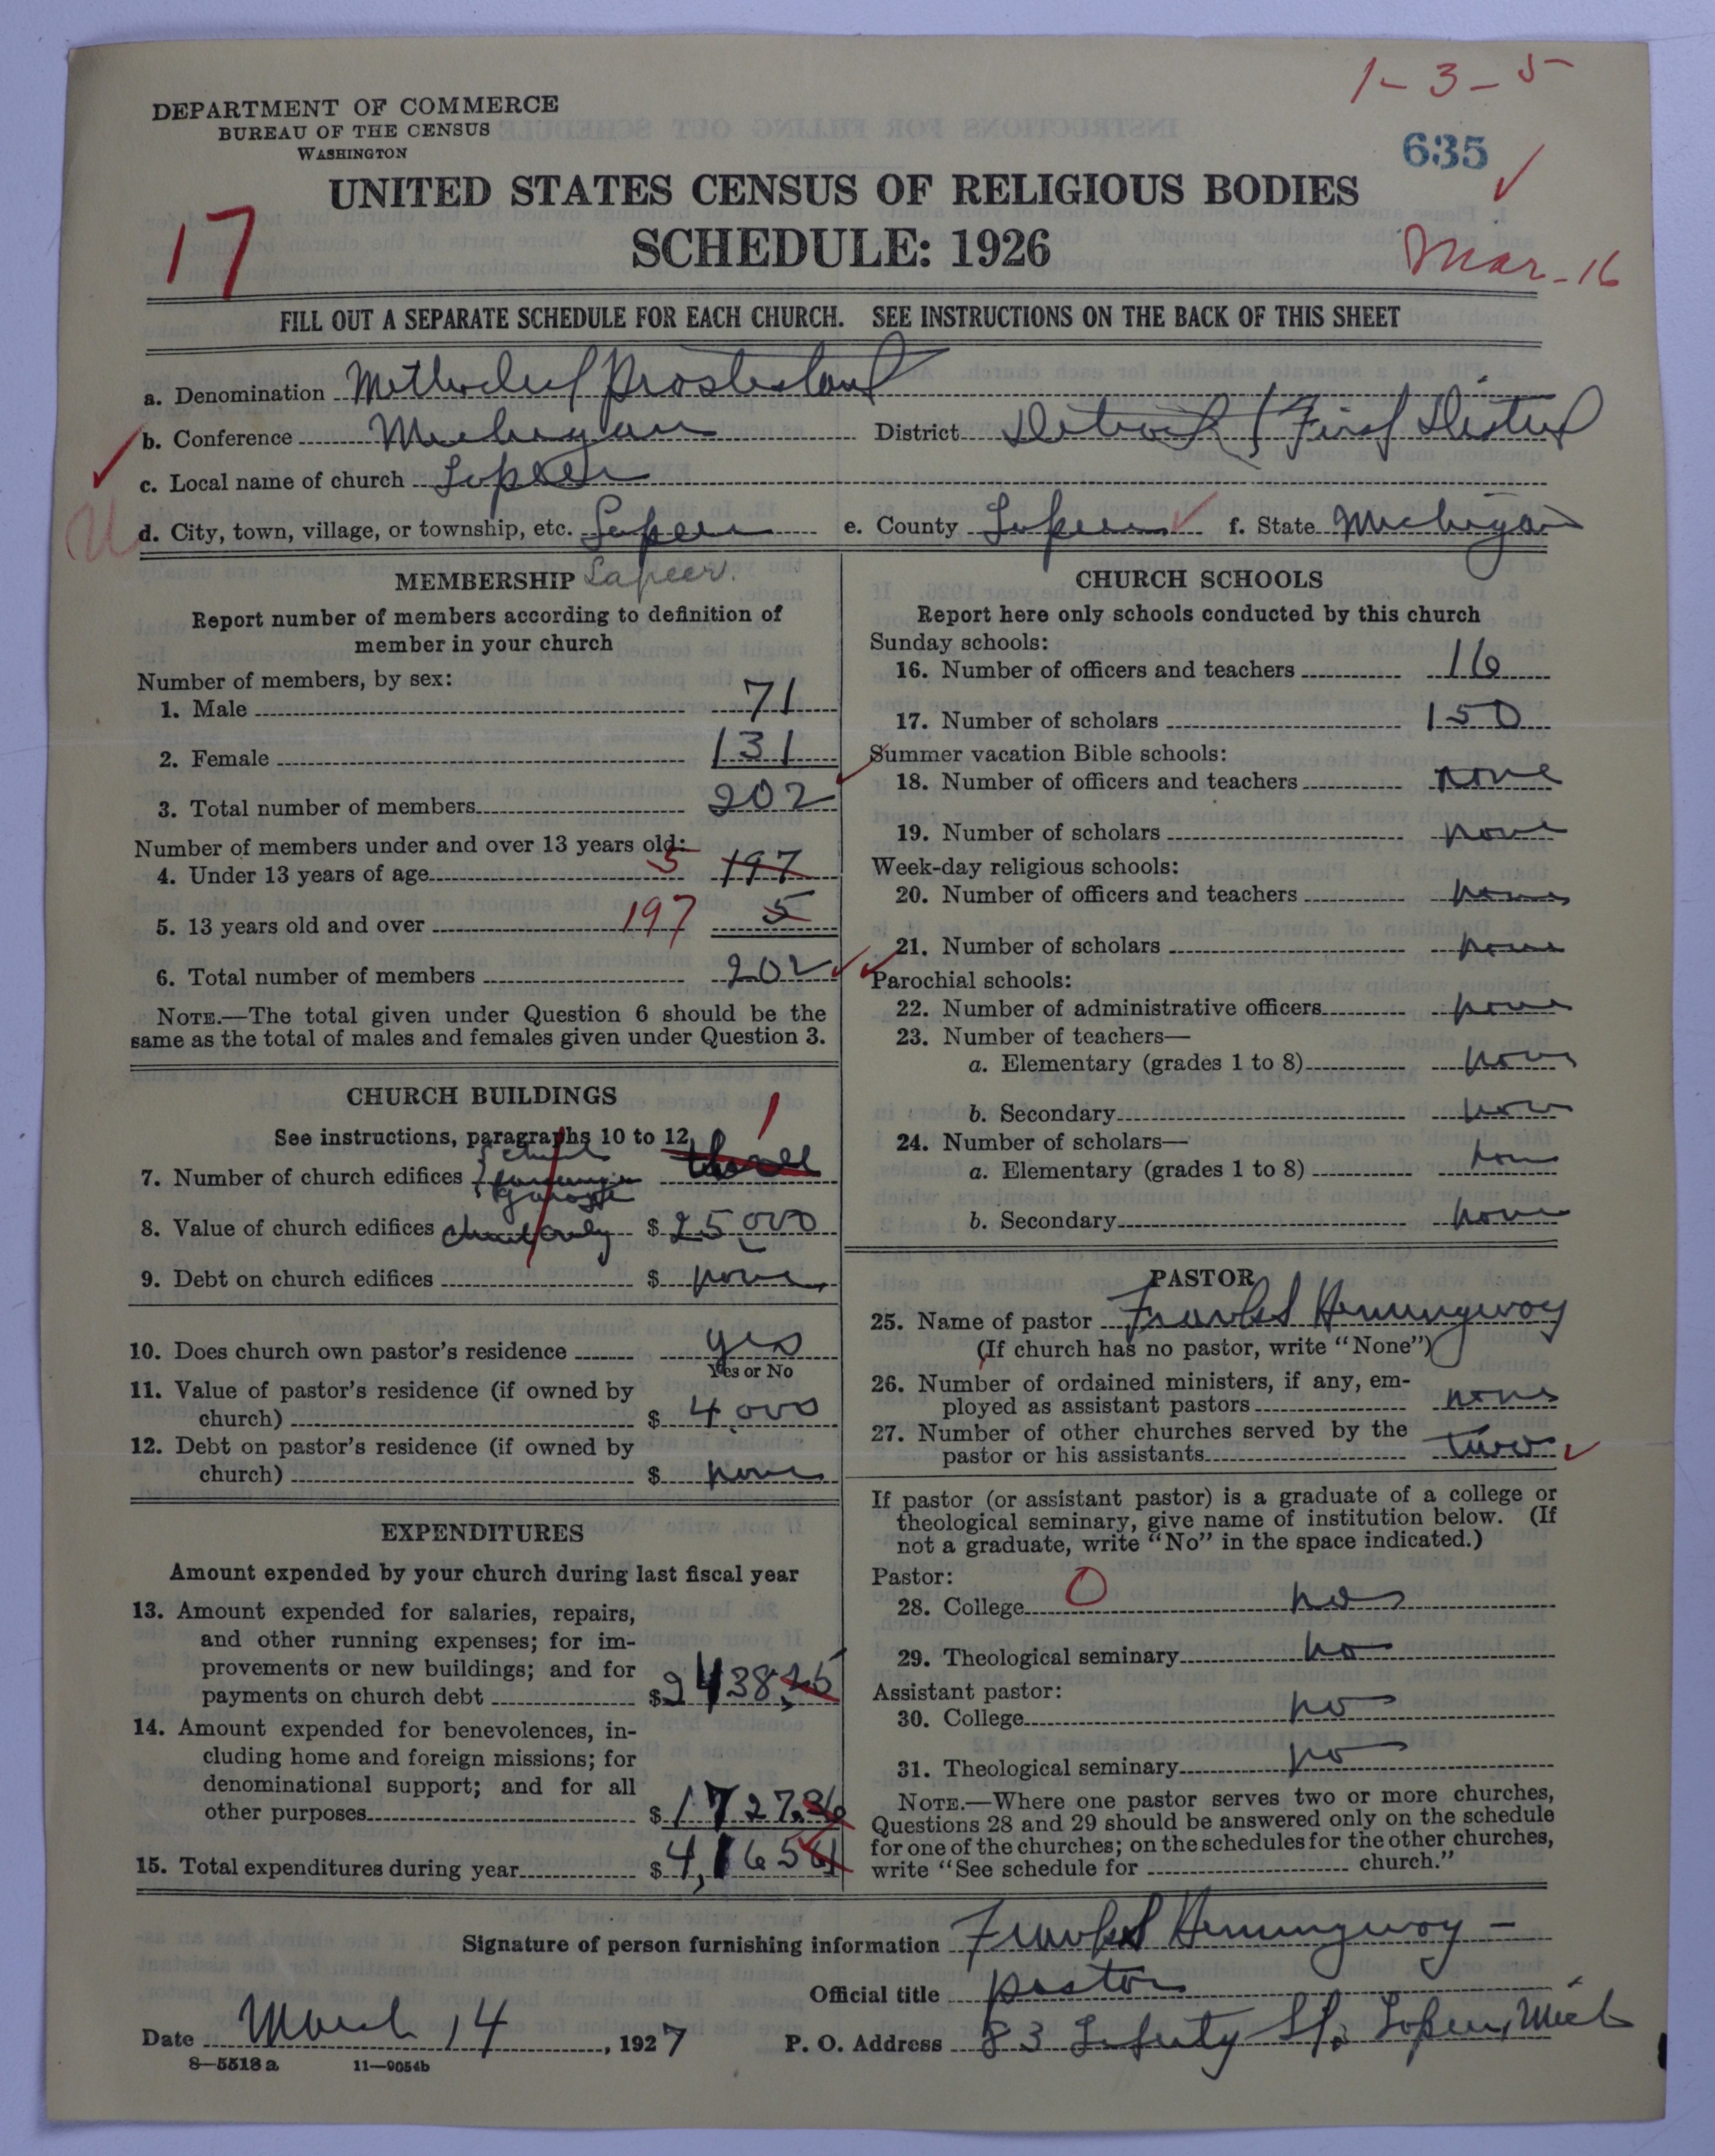 1-3-5
DEPARTMENT OF COMMERCE
BUREAU OF THE CENSUS
WASHINGTON
635
UNITED STATES CENSUS OF RELIGIOUS BODIES
SCHEDULE: 1926
17
Mar-16
FILL OUT A SEPARATE SCHEDULE FOR EACH CHURCH. SEE INSTRUCTIONS ON THE BACK OF THIS SHEET
a. Denomination Methodist Prostestant
b. Conference Michigan District Detroit / First District
c. Local name of church Lapeer
d. City, town, village, or township, etc. Lapeer e. County Lapeer f. State Michigan
MEMBERSHIP Lapeer.
Report number of members according to definition of
member in your church
Number of members, by sex:
1. Male 71
2. Female 131
3. Total number of members 202
Number of members under and over 13 years old:
4. Under 13 years of age 5 197
5. 13 years old and over 197 5
6. Total number of members 202
NOTE.—The total given under Question 6 should be the
same as the total of males and females given under Question 3.
CHURCH BUILDINGS
See instructions, paragraphs 10 to 12
1
7. Number of church edifices church parsonage garage three
8. Value of church edifices church only $25,000
9. Debt on church edifices $ none
10. Does church own pastor's residence yes
Yes or No
11. Value of pastor's residence (if owned by
church) $ 4,000
12. Debt on pastor's residence (if owned by
church) $ none
EXPENDITURES
Amount expended by your church during last fiscal year
13. Amount expended for salaries, repairs,
and other running expenses; for im-
provements or new buildings; and for
payments on church debt $2438.25
14. Amount expended for benevolences, in-
cluding home and foreign missions; for
denominational support; and for all
other purposes $1727.36
15. Total expenditures during year $4,165.61
CHURCH SCHOOLS
Report here only schools conducted by this church
Sunday schools:
16. Number of officers and teachers 16
17. Number of scholars 150
Summer vacation Bible schools:
18. Number of officers and teachers none
19. Number of scholars none
Week-day religious schools:
20. Number of officers and teachers none
21. Number of scholars none
Parochial schools:
22. Number of administrative officers none
23. Number of teachers—
a. Elementary (grades 1 to 8) none
b. Secondary none
24. Number of scholars—
a. Elementary (grades 1 to 8) none
b. Secondary none
PASTOR
25. Name of pastor Frank S Hemingway
(If church has no pastor, write "None")
26. Number of ordained ministers, if any, em-
ployed as assistant pastors none
27. Number of other churches served by the
pastor or his assistants two
If pastor (or assistant pastor) is a graduate of a college or
theological seminary, give name of institution below. (If
not a graduate, write "No" in the space indicated.)
Pastor:
28. College 0 no
29. Theological seminary no
Assistant pastor:
30. College no
31. Theological seminary no
NOTE.—Where one pastor serves two or more churches,
Questions 28 and 29 should be answered only on the schedule
for one of the churches; on the schedules for the other churches,
write "See schedule for church."
Signature of person furnishing information Frank S Hemingway -
Official title pastor
Date March 14, 1927 P. O. Address 83 Liberty St. Lapeer, Mich
8—5518 a 11—9054b